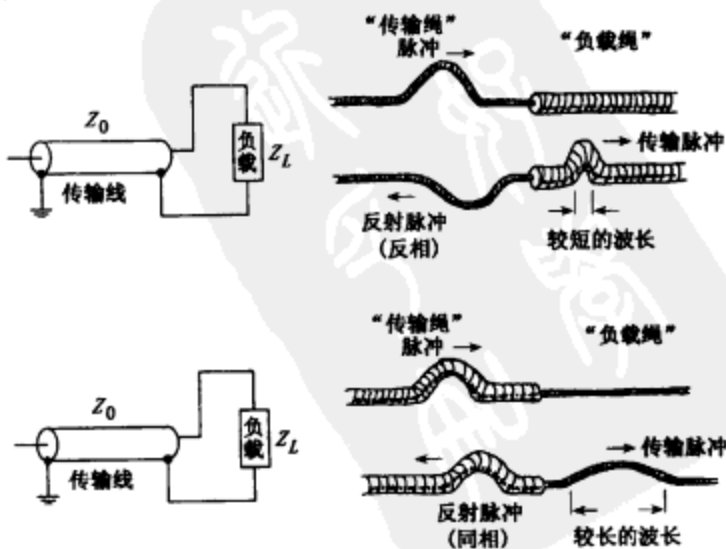 Z₀
负载
Z_L
传输线
“传输绳”
脉冲
“负载绳”
传输脉冲
反射脉冲
(反相)
较短的波长
Z₀
负载
Z_L
传输线
“传输绳”
脉冲
“负载绳”
传输脉冲
反射脉冲
(同相)
较长的波长